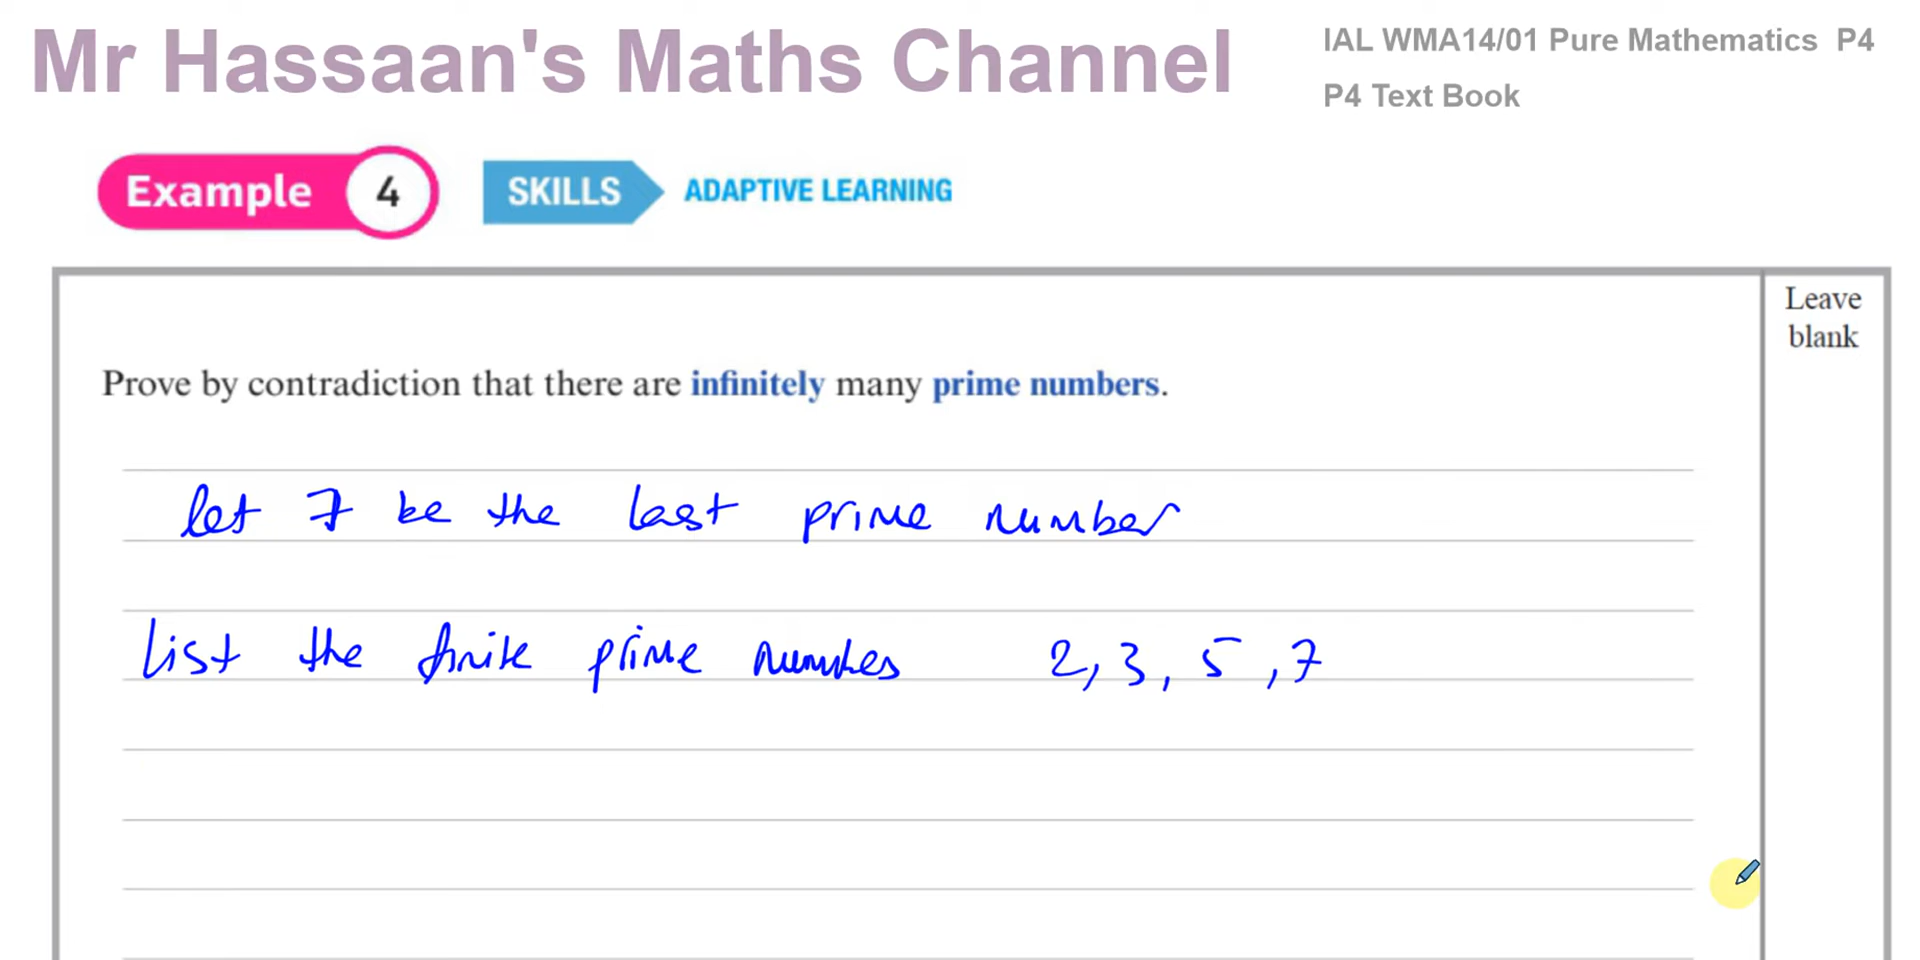 Mr Hassaan's Maths Channel
IAL WMA14/01 Pure Mathematics P4
P4 Text Book
Example 4 SKILLS ADAPTIVE LEARNING
Leave
blank
Prove by contradiction that there are infinitely many prime numbers.
let 7 be the last prime number
List the finite prime numbers 2, 3, 5, 7